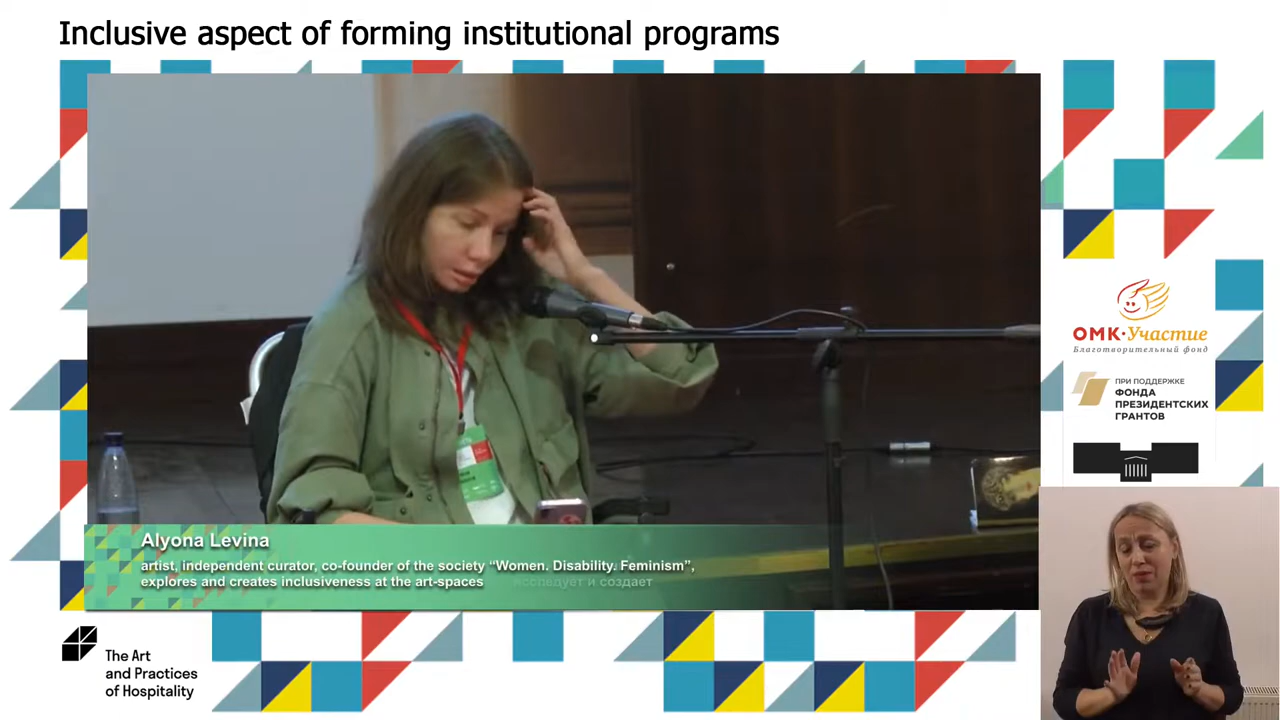 Inclusive aspect of forming institutional programs
ОМК·Участие
Благотворительный фонд
ПРИ ПОДДЕРЖКЕ
ФОНДА
ПРЕЗИДЕНТСКИХ
ГРАНТОВ
Alyona Levina
artist, independent curator, co-founder of the society “Women. Disability. Feminism”,
explores and creates inclusiveness at the art-spaces
исследует и создает
The Art
and Practices
of Hospitality